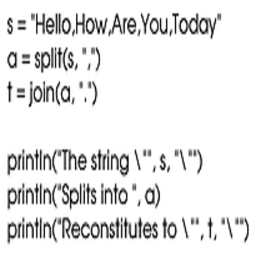 s = "Hello,How,Are,You,Today"
a = split(s, ",")
t = join(a, ".")
println("The string \"", s, "\"")
println("Splits into ", a)
println("Reconstitutes to \"", t, "\"")